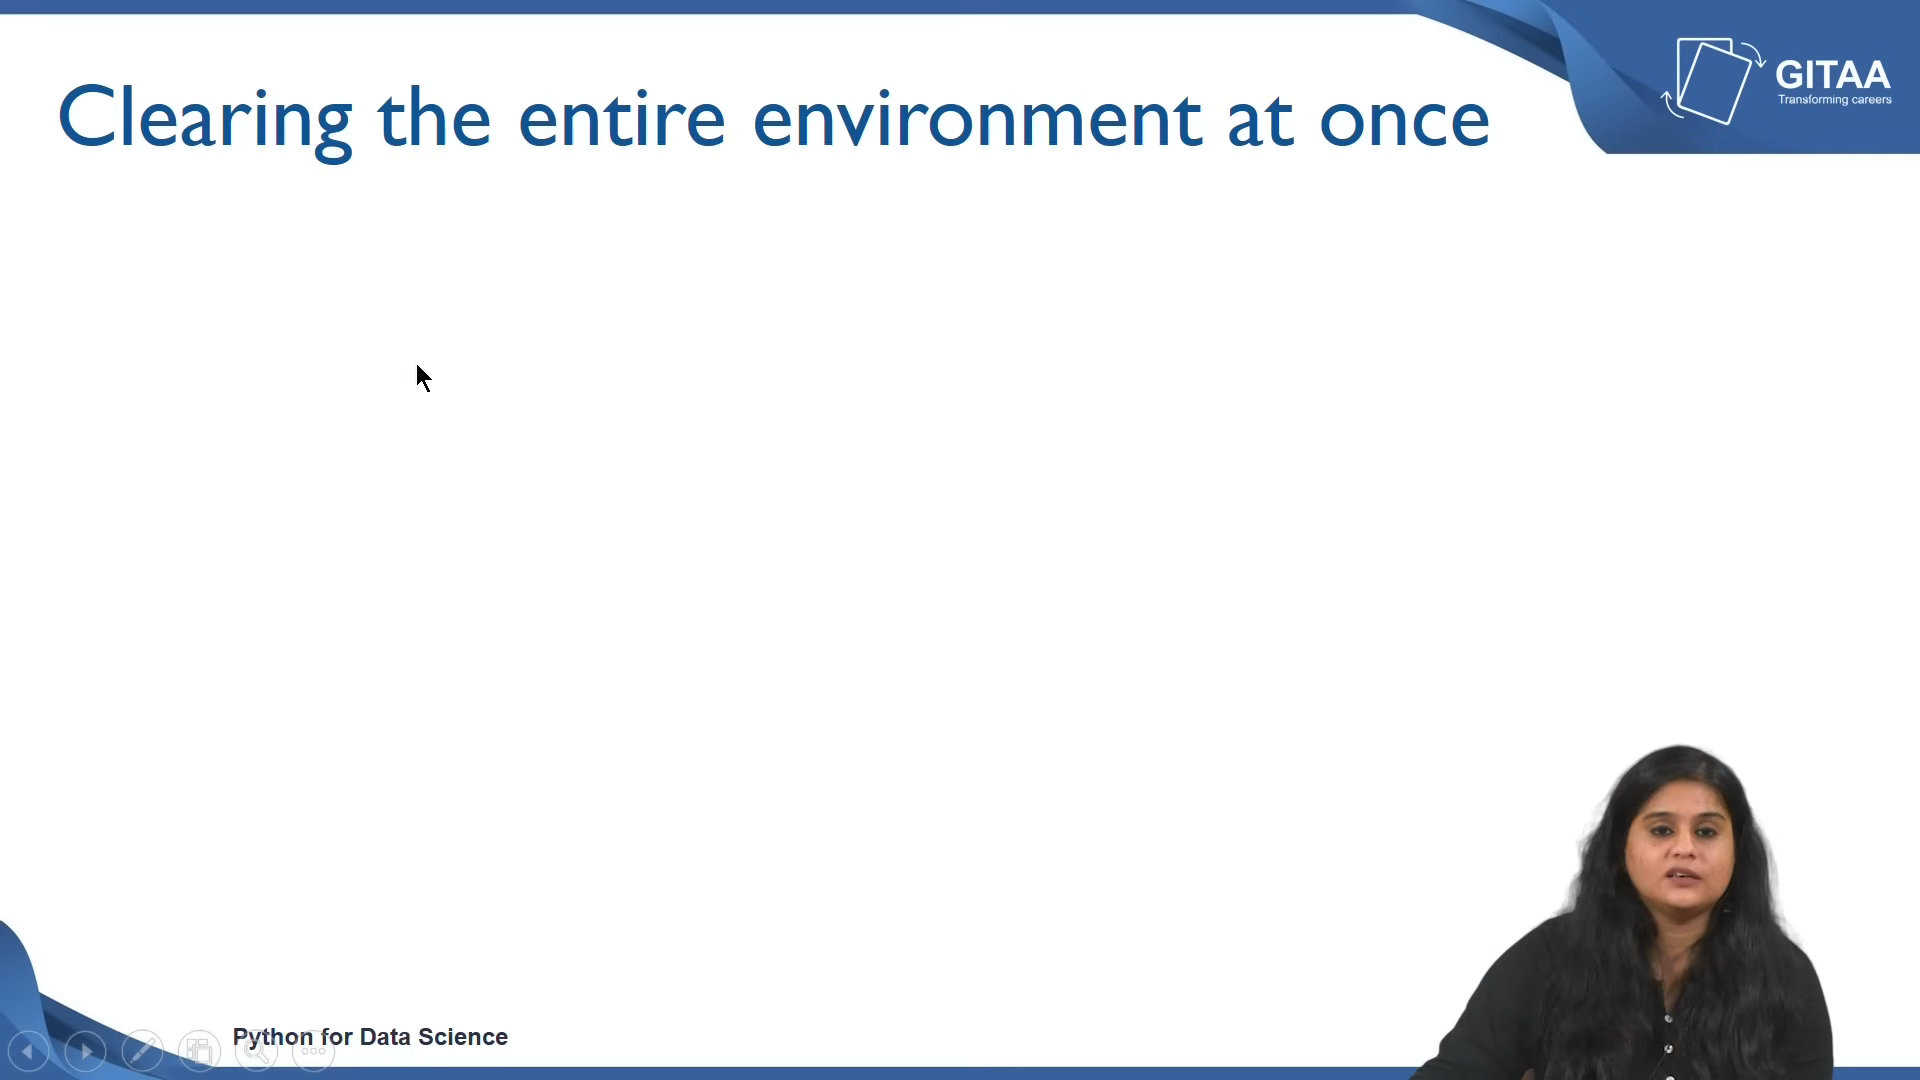 Clearing the entire environment at once
GITAA
Transforming careers
Python for Data Science